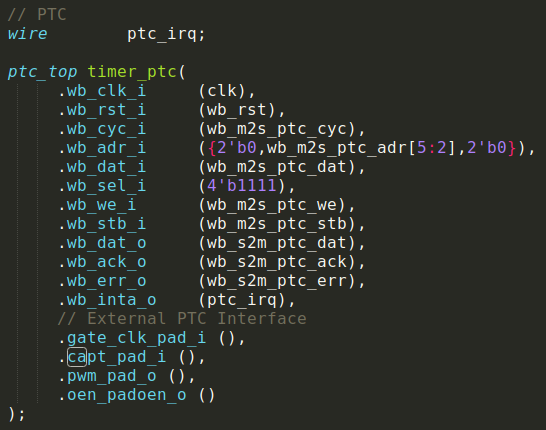 // PTC
wire        ptc_irq;

ptc_top timer_ptc(
     .wb_clk_i     (clk),
     .wb_rst_i     (wb_rst),
     .wb_cyc_i     (wb_m2s_ptc_cyc),
     .wb_adr_i     ({2'b0,wb_m2s_ptc_adr[5:2],2'b0}),
     .wb_dat_i     (wb_m2s_ptc_dat),
     .wb_sel_i     (4'b1111),
     .wb_we_i      (wb_m2s_ptc_we),
     .wb_stb_i     (wb_m2s_ptc_stb),
     .wb_dat_o     (wb_s2m_ptc_dat),
     .wb_ack_o     (wb_s2m_ptc_ack),
     .wb_err_o     (wb_s2m_ptc_err),
     .wb_inta_o    (ptc_irq),
     // External PTC Interface
     .gate_clk_pad_i (),
     .capt_pad_i (),
     .pwm_pad_o (),
     .oen_padoen_o ()
);